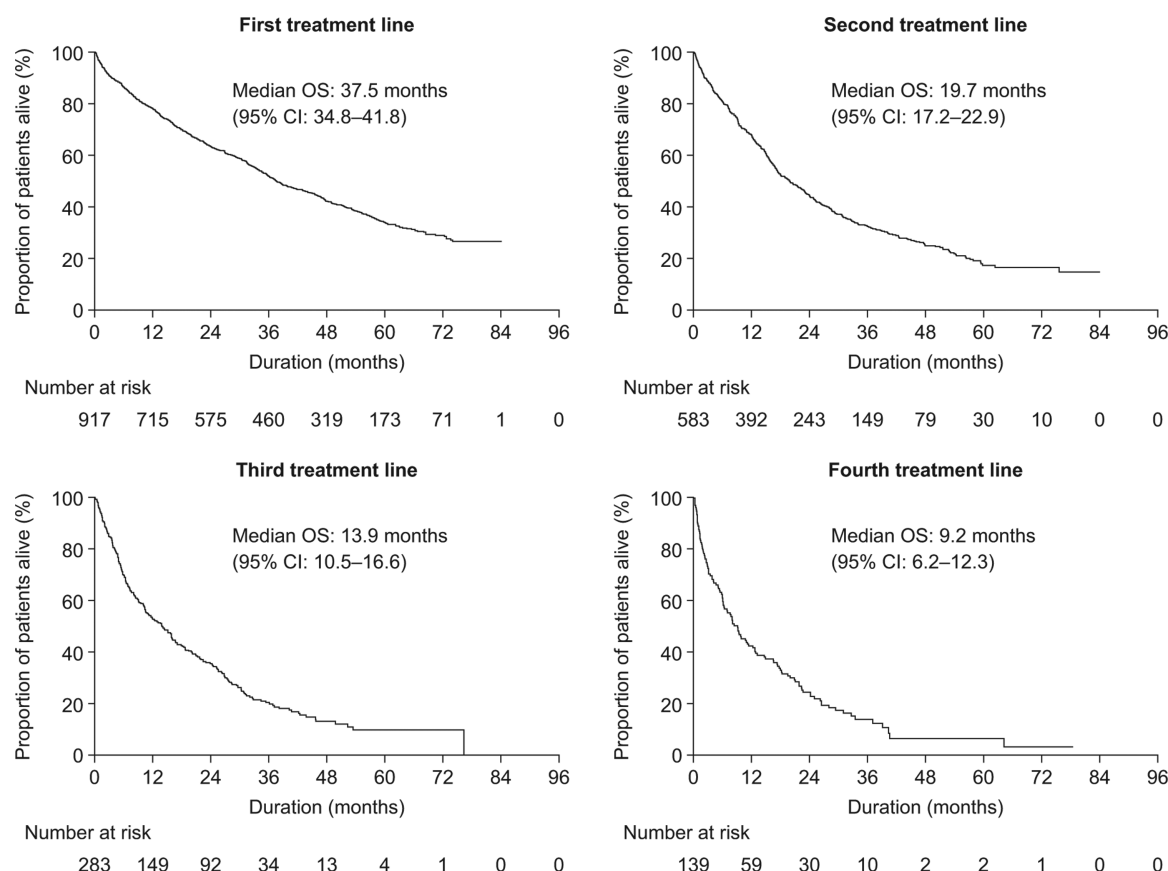 First treatment line
Proportion of patients alive (%)
100
80
60
40
20
0
Median OS: 37.5 months
(95% CI: 34.8–41.8)
0 12 24 36 48 60 72 84 96
Duration (months)
Number at risk
917 715 575 460 319 173 71 1 0
Second treatment line
Proportion of patients alive (%)
100
80
60
40
20
0
Median OS: 19.7 months
(95% CI: 17.2–22.9)
0 12 24 36 48 60 72 84 96
Duration (months)
Number at risk
583 392 243 149 79 30 10 0 0
Third treatment line
Proportion of patients alive (%)
100
80
60
40
20
0
Median OS: 13.9 months
(95% CI: 10.5–16.6)
0 12 24 36 48 60 72 84 96
Duration (months)
Number at risk
283 149 92 34 13 4 1 0 0
Fourth treatment line
Proportion of patients alive (%)
100
80
60
40
20
0
Median OS: 9.2 months
(95% CI: 6.2–12.3)
0 12 24 36 48 60 72 84 96
Duration (months)
Number at risk
139 59 30 10 2 2 1 0 0